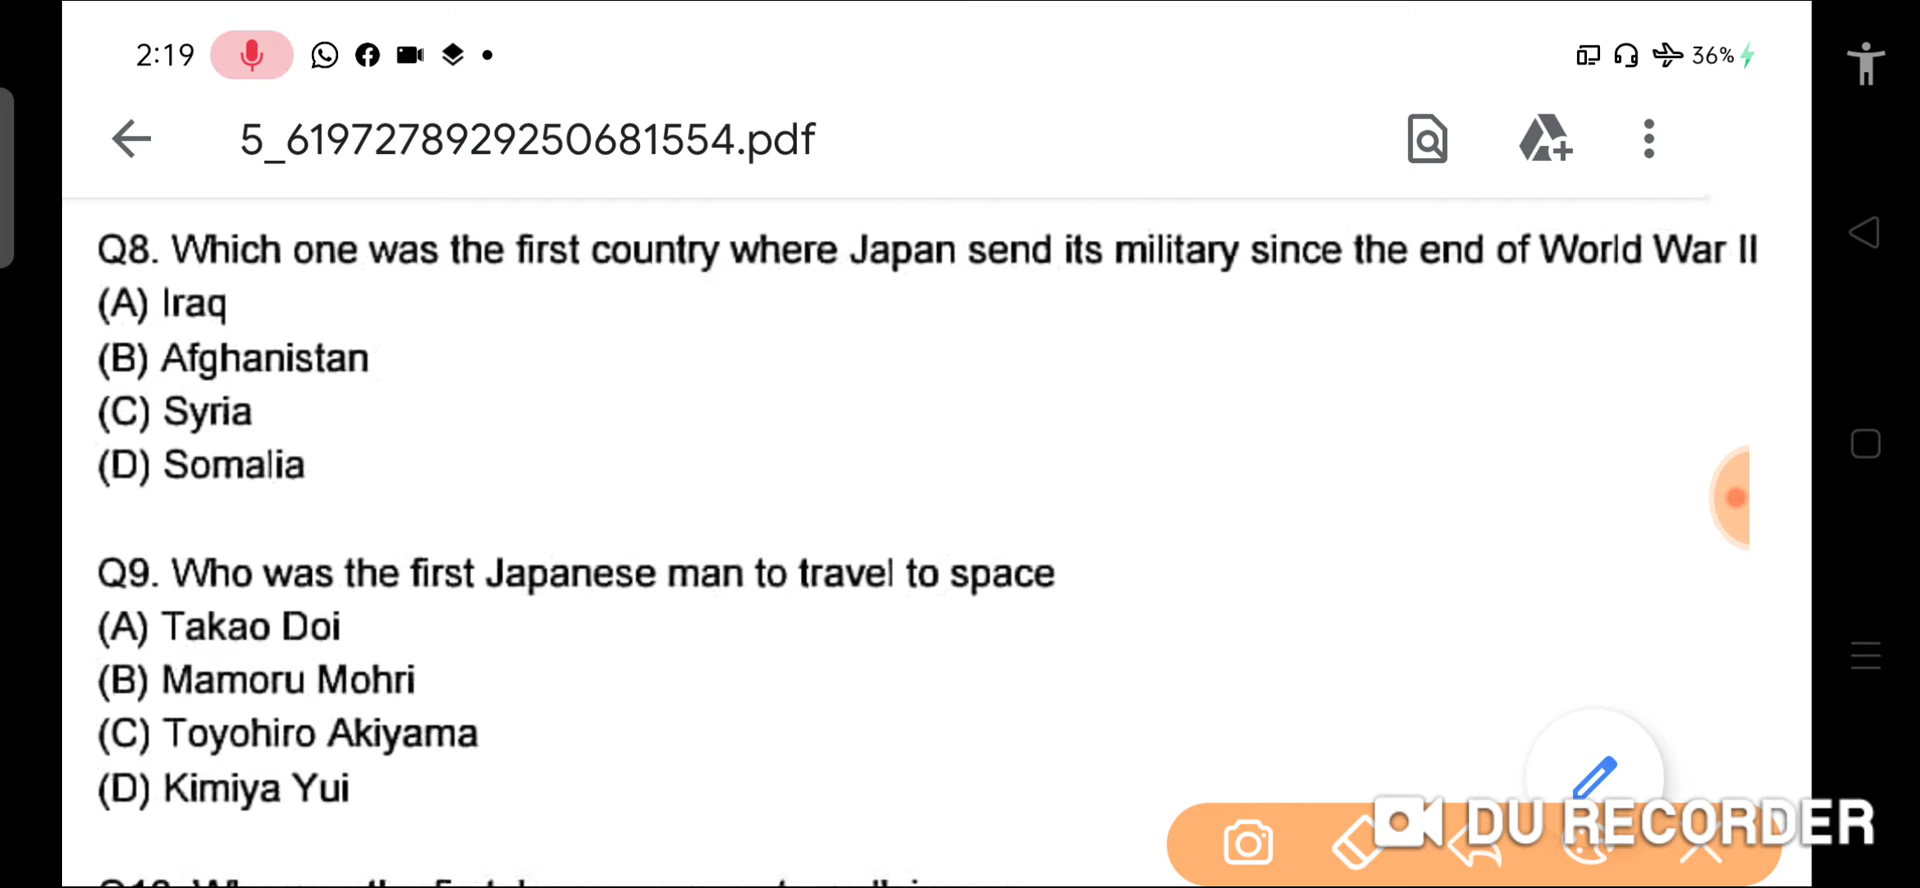 2:19
36%
5_6197278929250681554.pdf
Q8. Which one was the first country where Japan send its military since the end of World War II
(A) Iraq
(B) Afghanistan
(C) Syria
(D) Somalia
Q9. Who was the first Japanese man to travel to space
(A) Takao Doi
(B) Mamoru Mohri
(C) Toyohiro Akiyama
(D) Kimiya Yui
DU RECORDER